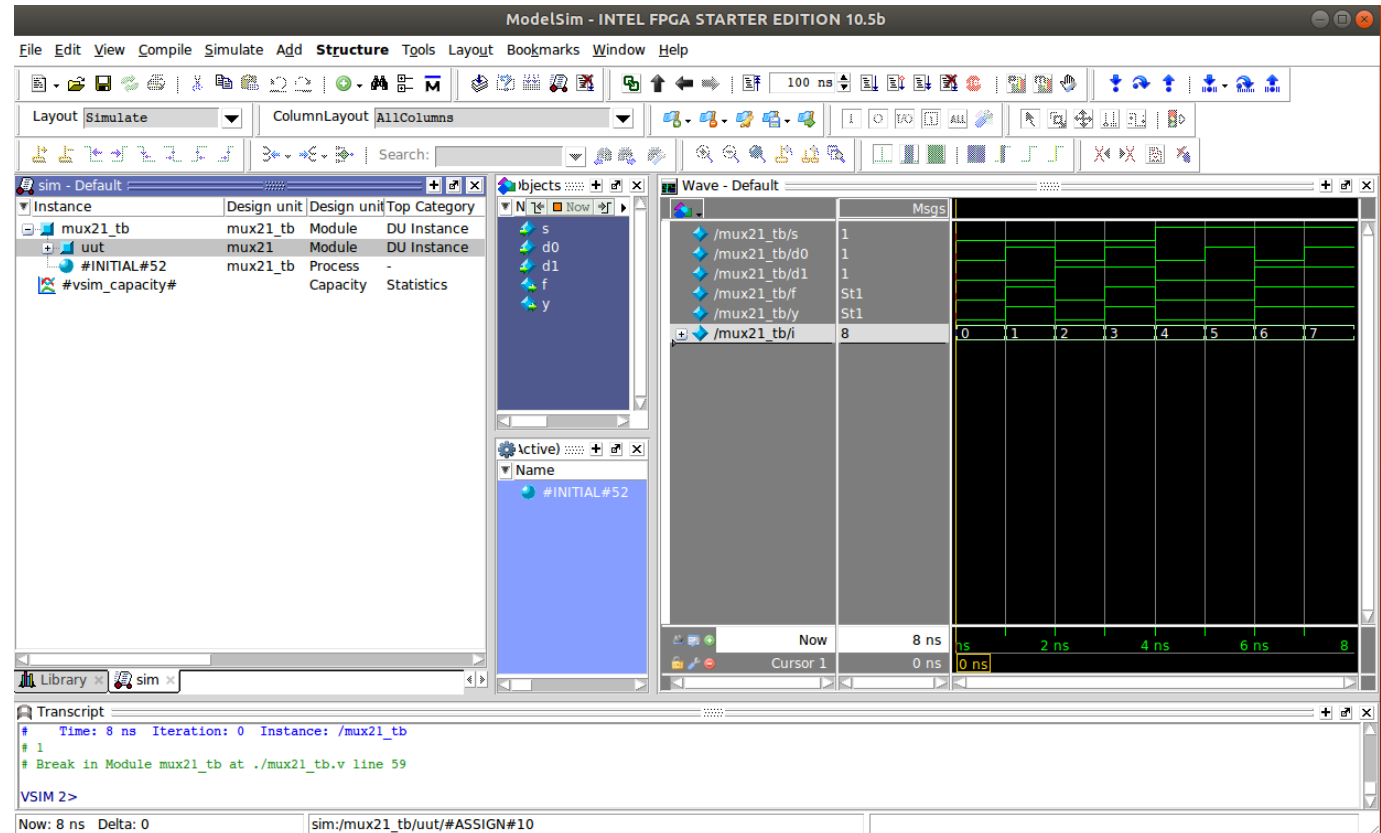 ModelSim - INTEL FPGA STARTER EDITION 10.5b
File Edit View Compile Simulate Add Structure Tools Layout Bookmarks Window Help
100 ns
Layout Simulate ColumnLayout AllColumns
Search:
sim - Default
Instance Design unit Design unit Top Category
mux21_tb mux21_tb Module DU Instance
uut mux21 Module DU Instance
#INITIAL#52 mux21_tb Process -
#vsim_capacity# Capacity Statistics
Library sim
bjects
N Now
s
d0
d1
f
y
Active)
Name
#INITIAL#52
Wave - Default
Msgs
/mux21_tb/s 1
/mux21_tb/d0 1
/mux21_tb/d1 1
/mux21_tb/f St1
/mux21_tb/y St1
/mux21_tb/i 8 0 1 2 3 4 5 6 7
Now 8 ns ns 2 ns 4 ns 6 ns 8
Cursor 1 0 ns 0 ns
Transcript
# Time: 8 ns Iteration: 0 Instance: /mux21_tb
# 1
# Break in Module mux21_tb at ./mux21_tb.v line 59
VSIM 2>
Now: 8 ns Delta: 0 sim:/mux21_tb/uut/#ASSIGN#10